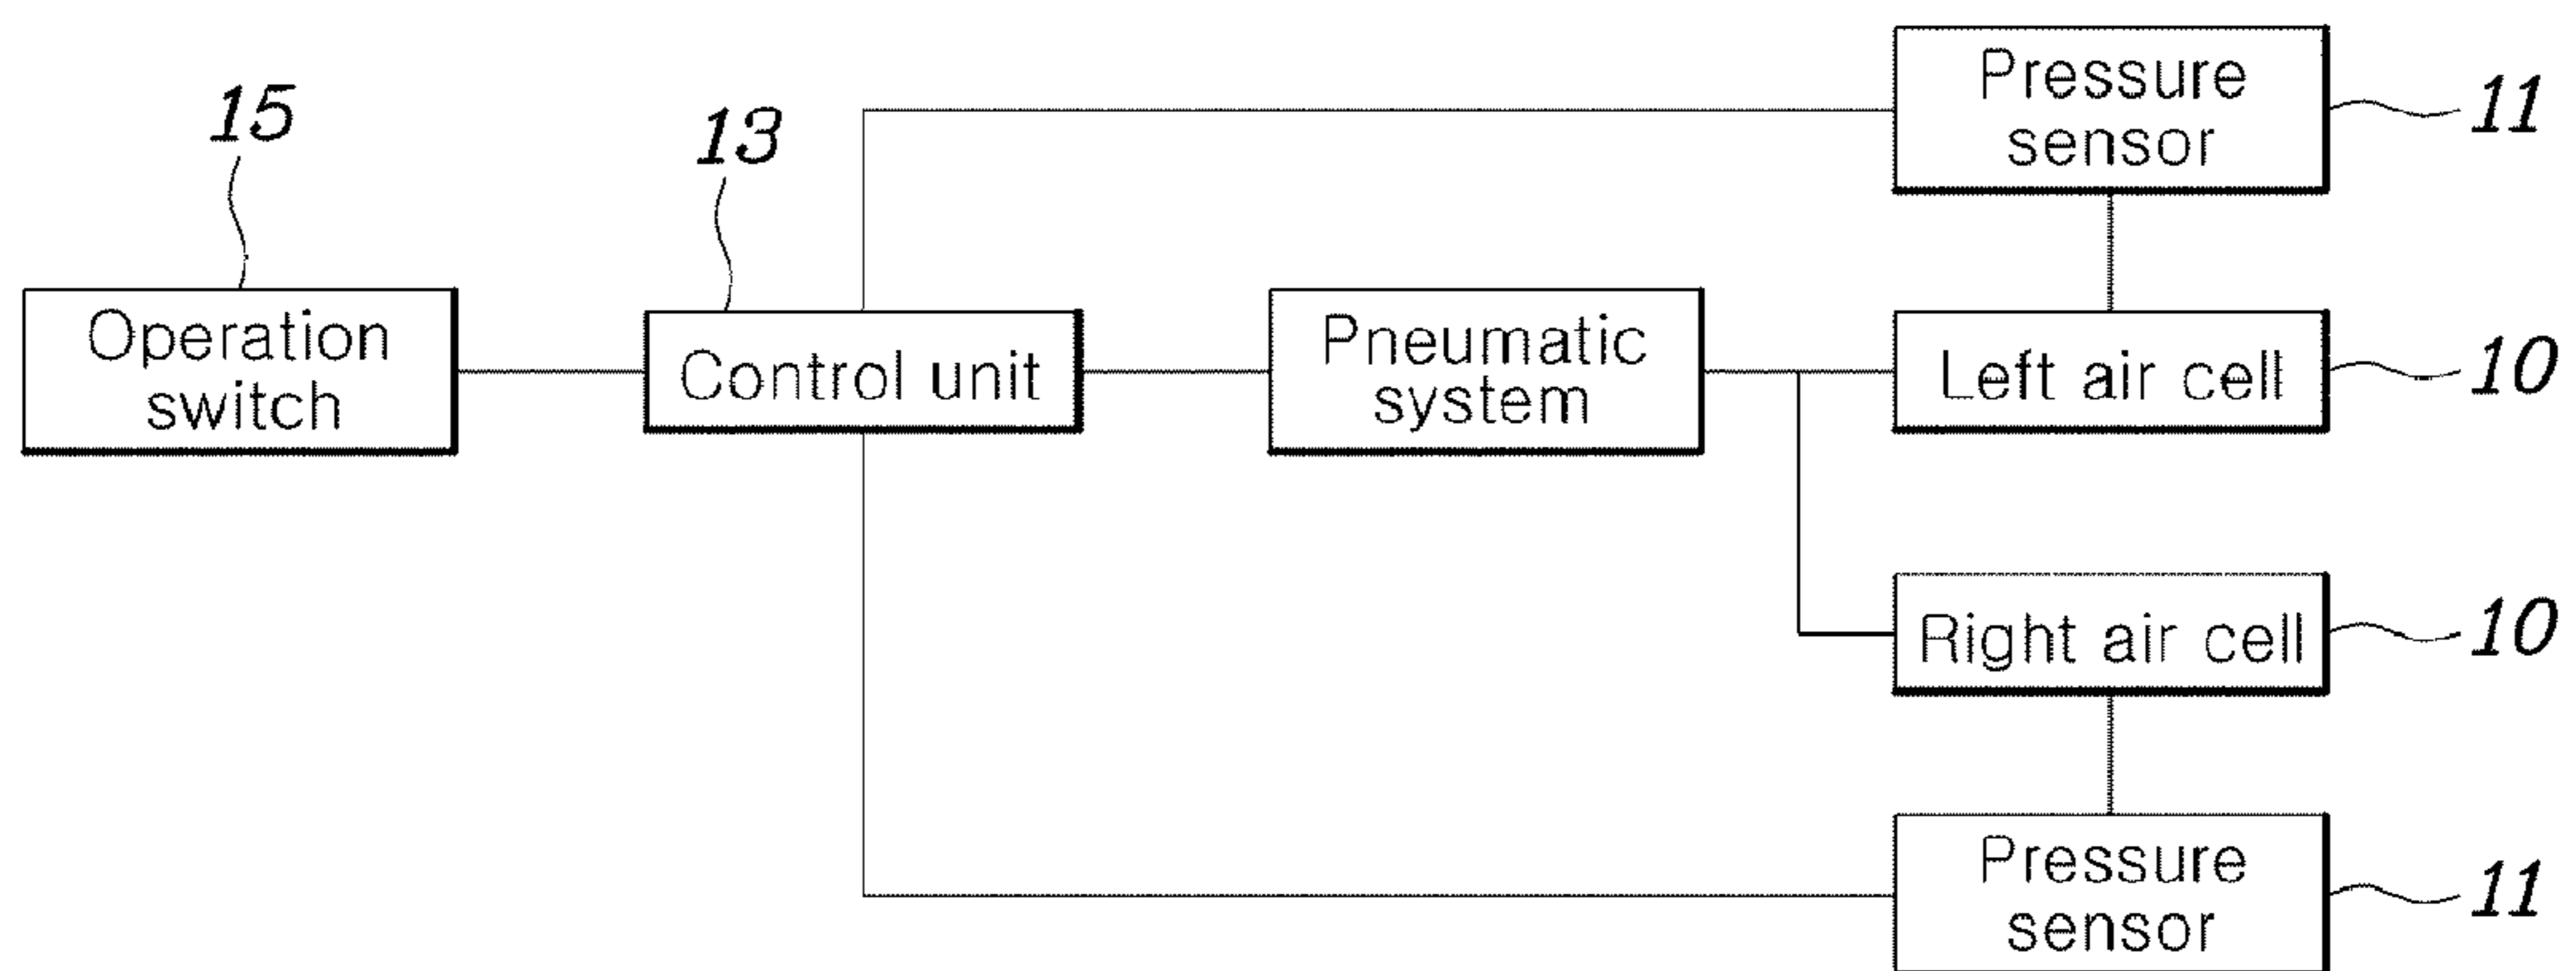 Pressure
sensor
11
15
13
Operation
switch
Control unit
Pneumatic
system
Left air cell
10
Right air cell
10
Pressure
sensor
11